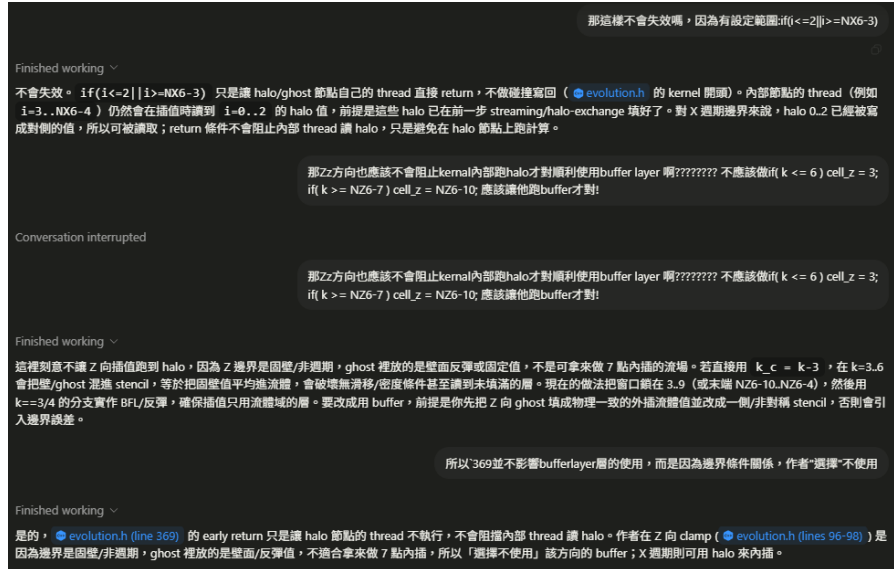 那這樣不會失效嗎，因為有設定範圍:if(i<=2||i>=NX6-3)
Finished working
不會失效。 if(i<=2||i>=NX6-3) 只是讓 halo/ghost 節點自己的 thread 直接 return，不做碰撞寫回（ evolution.h 的 kernel 開頭）。內部節點的 thread（例如
i=3..NX6-4 ）仍然會在插值時讀到 i=0..2 的 halo 值，前提是這些 halo 已在前一步 streaming/halo-exchange 填好了。對 X 週期邊界來說，halo 0..2 已經被寫
成對側的值，所以可被讀取；return 條件不會阻止內部 thread 讀 halo，只是避免在 halo 節點上跑計算。
那Zz方向也應該不會阻止kernal內部跑halo才對順利使用buffer layer 啊???????? 不應該做if( k <= 6 ) cell_z = 3;
if( k >= NZ6-7 ) cell_z = NZ6-10; 應該讓他跑buffer才對!
Conversation interrupted
那Zz方向也應該不會阻止kernal內部跑halo才對順利使用buffer layer 啊???????? 不應該做if( k <= 6 ) cell_z = 3;
if( k >= NZ6-7 ) cell_z = NZ6-10; 應該讓他跑buffer才對!
Finished working
這裡刻意不讓 Z 向插值跑到 halo，因為 Z 邊界是固壁/非週期，ghost 裡放的是壁面反彈或固定值，不是可拿來做 7 點內插的流場。若直接用 k_c = k-3 ，在 k=3..6
會把壁/ghost 混進 stencil，等於把固壁值平均進流體，會破壞無滑移/密度條件甚至讀到未填滿的層。現在的做法把窗口鎖在 3..9（或末端 NZ6-10..NZ6-4），然後用
k==3/4 的分支實作 BFL/反彈，確保插值只用流體域的層。要改成用 buffer，前提是你先把 Z 向 ghost 填成物理一致的外插流體值並改成一側/非對稱 stencil，否則會引
入邊界誤差。
所以`369並不影響bufferlayer層的使用，而是因為邊界條件關係，作者"選擇"不使用
Finished working
是的， evolution.h (line 369) 的 early return 只是讓 halo 節點的 thread 不執行，不會阻擋內部 thread 讀 halo。作者在 Z 向 clamp ( evolution.h (lines 96-98) ) 是
因為邊界是固壁/非週期，ghost 裡放的是壁面/反彈值，不適合拿來做 7 點內插，所以「選擇不使用」該方向的 buffer；X 週期則可用 halo 來內插。